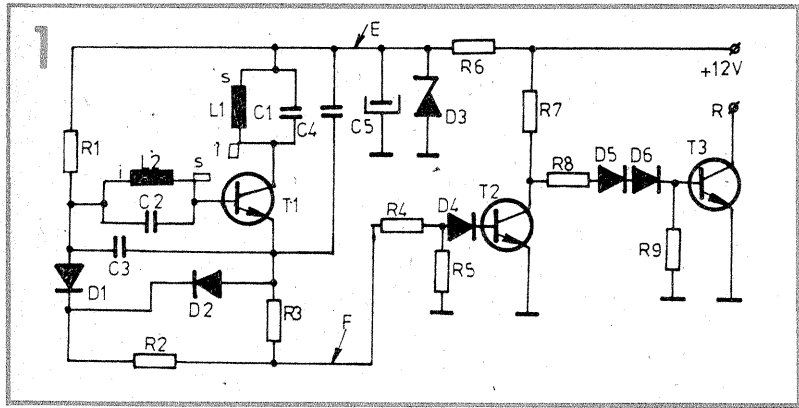 1
E
R6
+12V
S
L1
C1
C4
C5
D3
R7
R
R1
1
i
L2
S
C2
T1
R4
D4
T2
R8
D5
D6
T3
C3
R5
R9
D1
D2
R3
F
R2